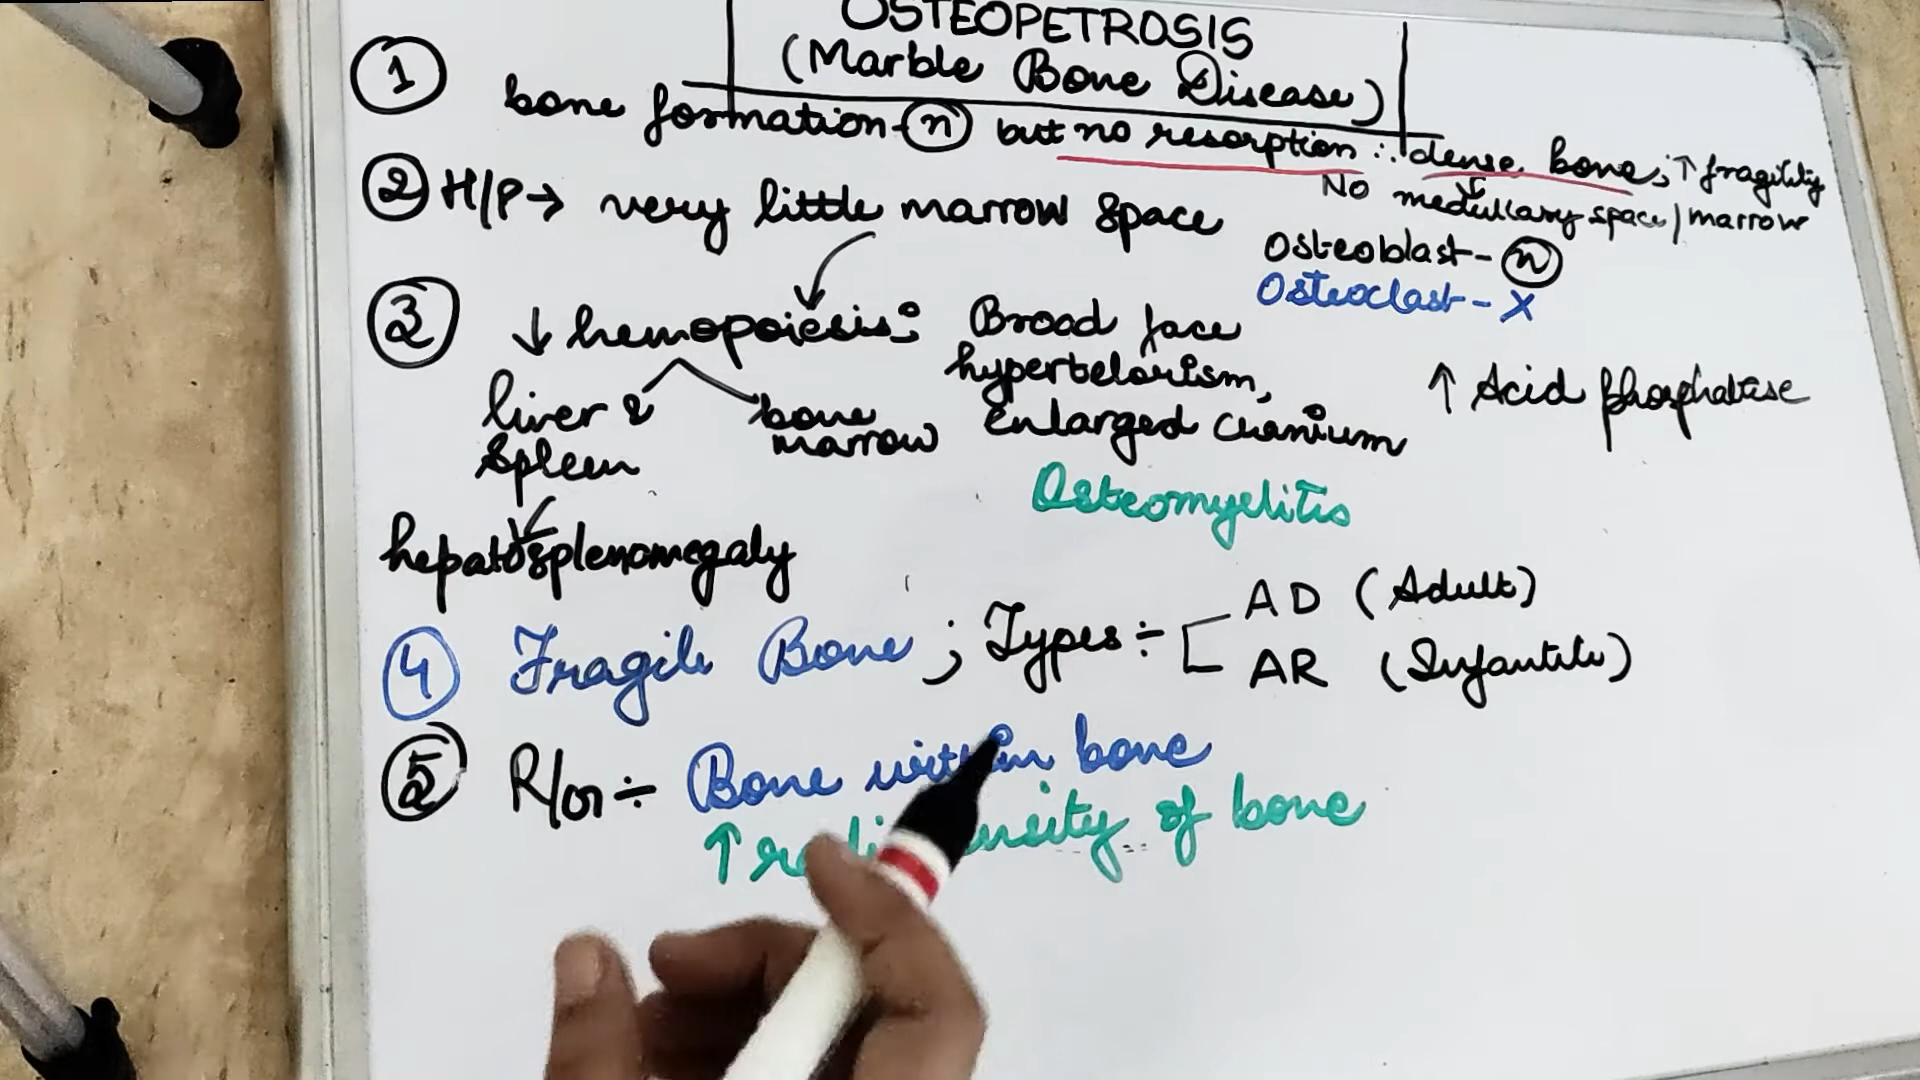 OSTEOPETROSIS
(Marble Bone Disease)
① bone formation-ⓝ but no resorption ∴ dense bone; ↑ fragility
No medullary space/marrow
② H/P → very little marrow space
Osteoblast - ⓝ
Osteoclast - X
③ ↓ hemopoiesis:
liver &
Spleen
bone
marrow
hepatosplenomegaly
Broad face
hypertelorism,
Enlarged cranium
Osteomyelitis
↑ Acid phosphatase
④ Fragile Bone ; Types ÷
AD (Adult)
AR (Infantile)
⑤ R/or ÷ Bone within bone
↑ of bone